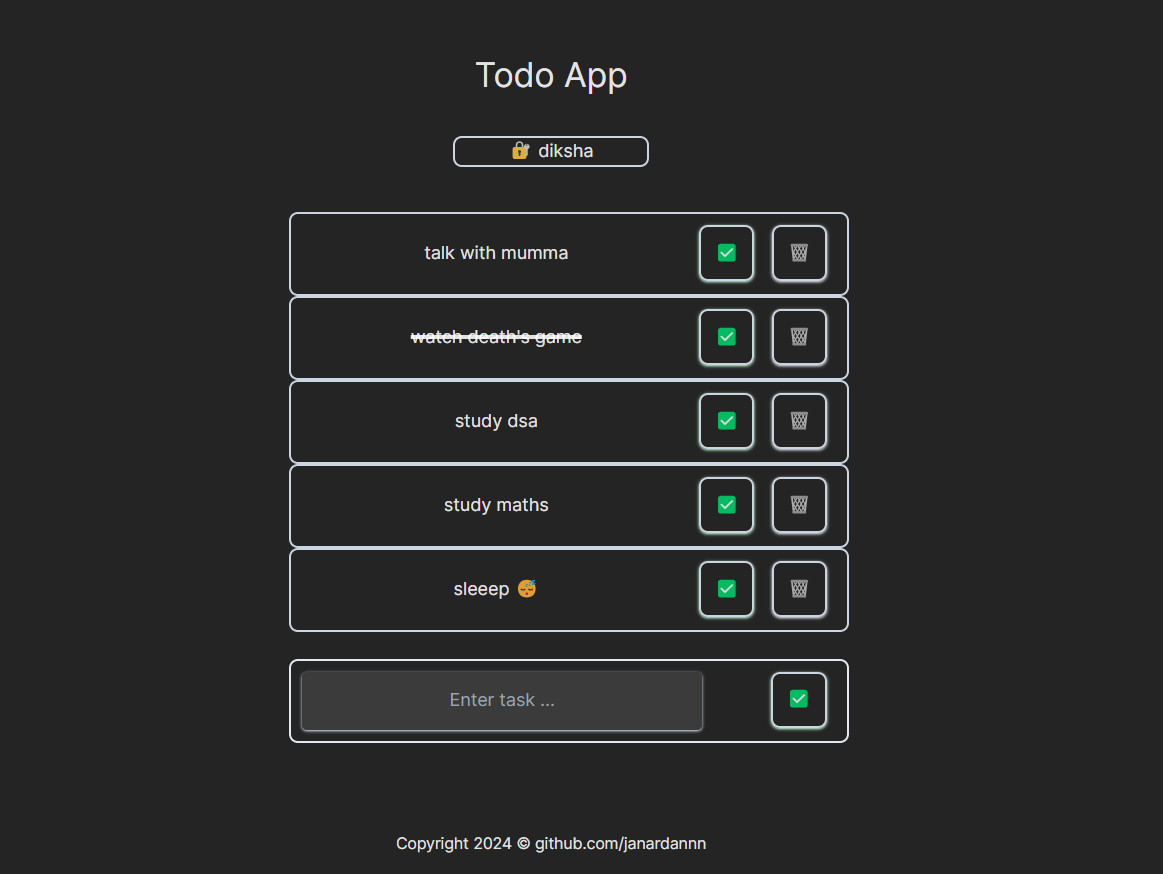 Todo App
🔐 diksha
talk with mumma
watch death's game
study dsa
study maths
sleeep 😴
Enter task ...
Copyright 2024 © github.com/janardannn